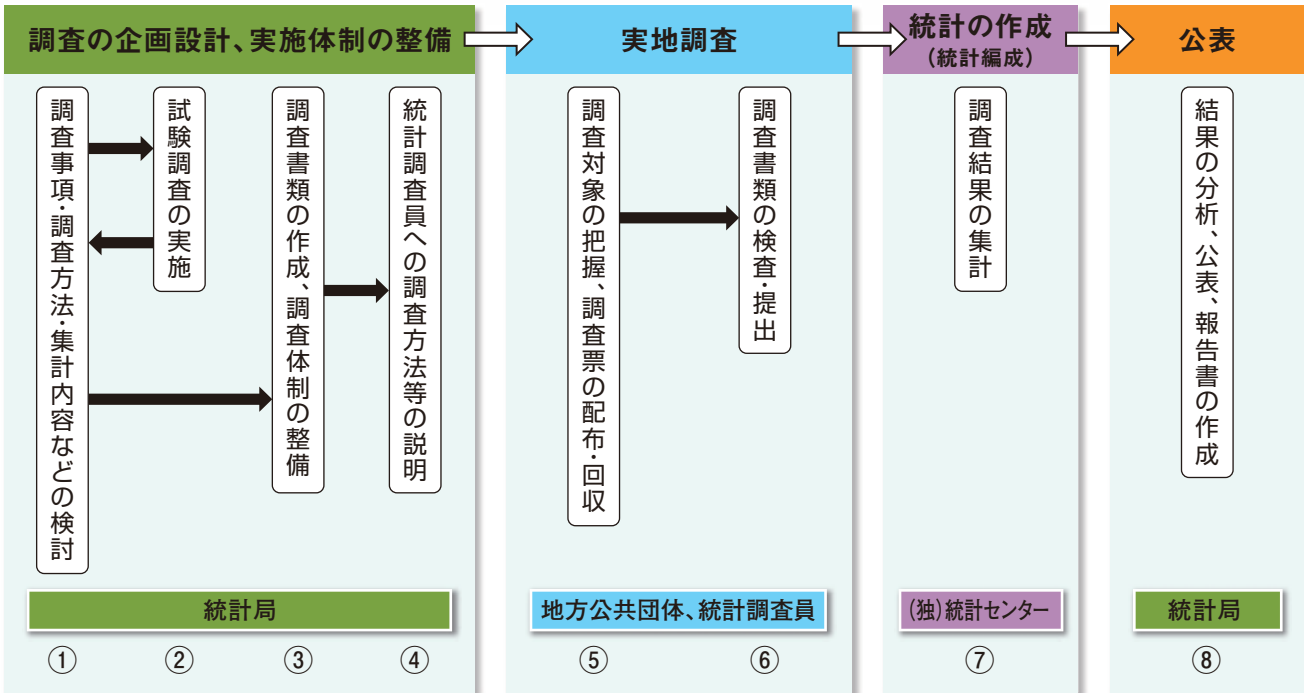 調査の企画設計、実施体制の整備
実地調査
統計の作成
(統計編成)
公表
調査事項・調査方法・集計内容などの検討
試験調査の実施
調査書類の作成、調査体制の整備
統計調査員への調査方法等の説明
調査対象の把握、調査票の配布・回収
調査書類の検査・提出
調査結果の集計
結果の分析、公表、報告書の作成
統計局
地方公共団体、統計調査員
(独)統計センター
統計局
①
②
③
④
⑤
⑥
⑦
⑧